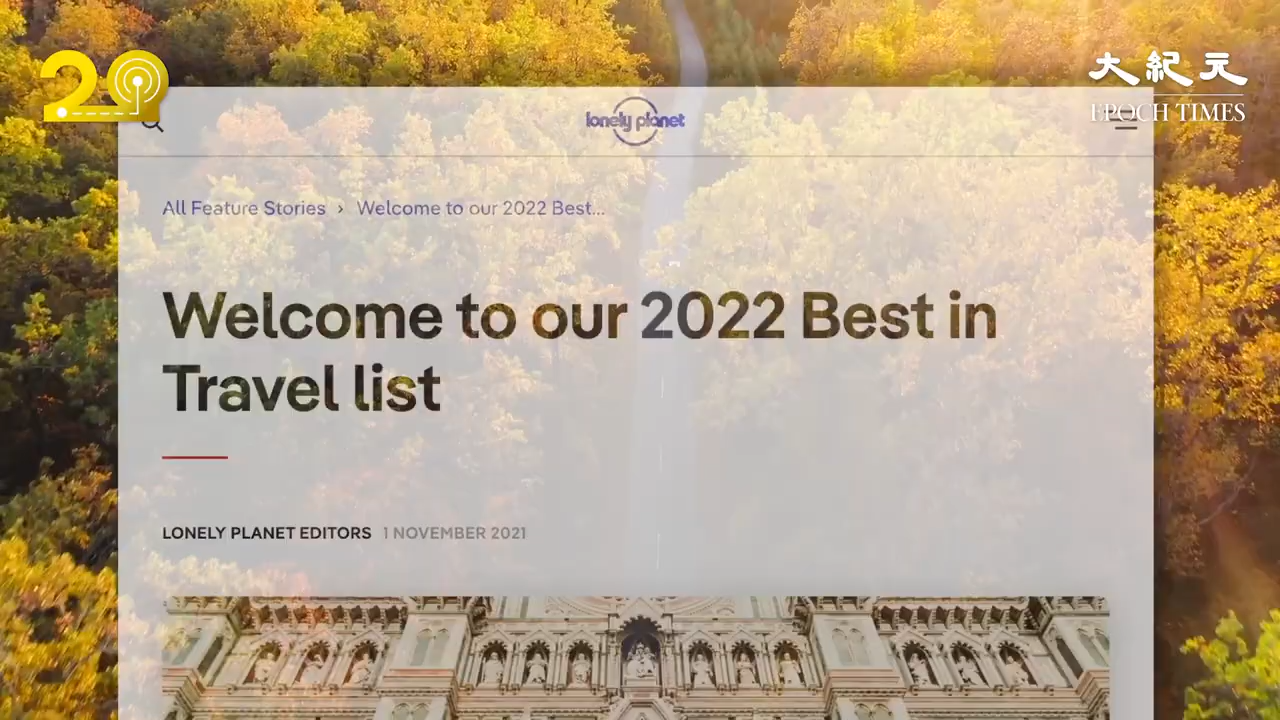 20
大紀元
EPOCH TIMES
lonely planet
All Feature Stories › Welcome to our 2022 Best...
Welcome to our 2022 Best in
Travel list
LONELY PLANET EDITORS 1 NOVEMBER 2021